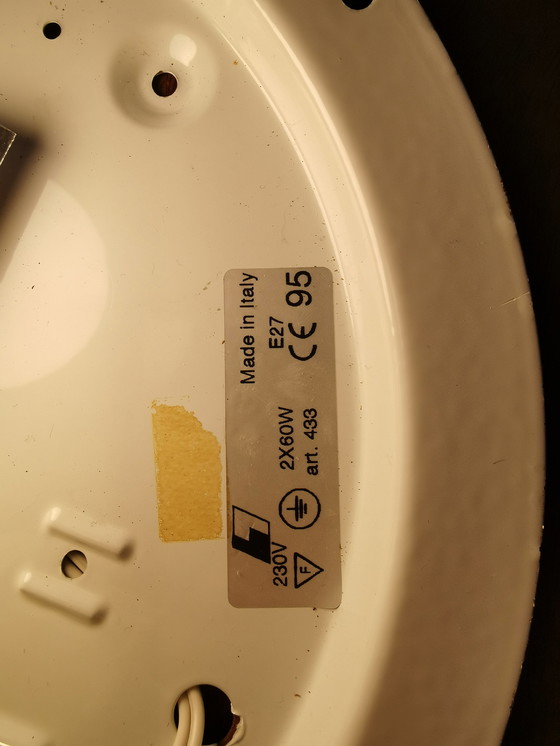 Made in Italy
230V 2X60W E27
F art. 433 CE 95